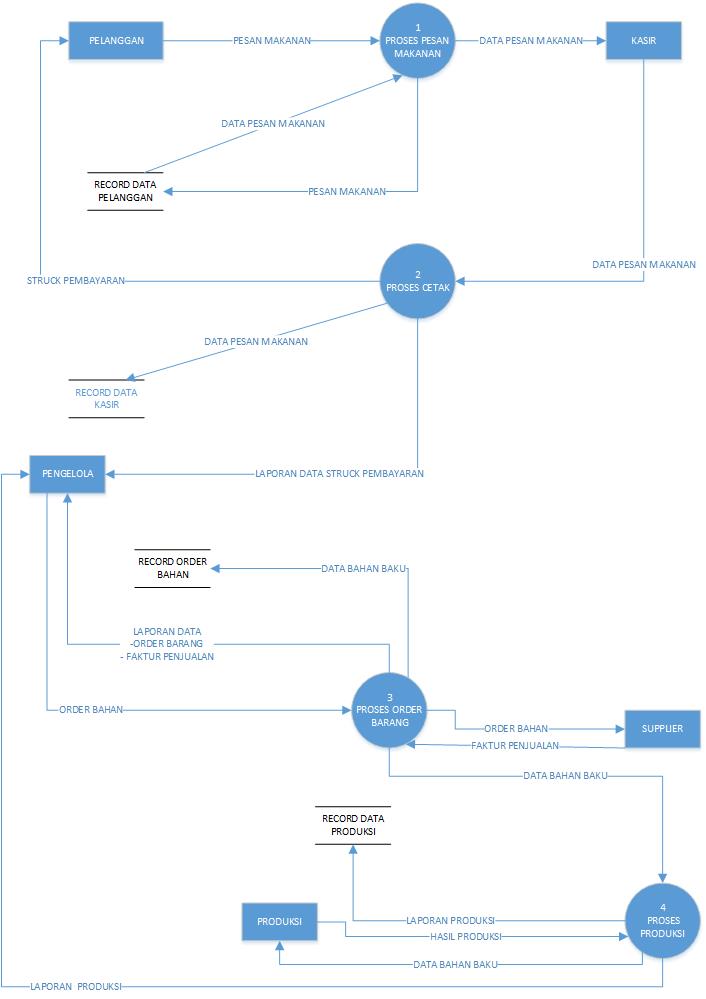 PELANGGAN
PESAN MAKANAN
1
PROSES PESAN
MAKANAN
DATA PESAN MAKANAN
KASIR
DATA PESAN MAKANAN
RECORD DATA
PELANGGAN
PESAN MAKANAN
DATA PESAN MAKANAN
2
PROSES CETAK
STRUCK PEMBAYARAN
DATA PESAN MAKANAN
RECORD DATA
KASIR
PENGELOLA
LAPORAN DATA STRUCK PEMBAYARAN
RECORD ORDER
BAHAN
DATA BAHAN BAKU
LAPORAN DATA
-ORDER BARANG
- FAKTUR PENJUALAN
ORDER BAHAN
3
PROSES ORDER
BARANG
ORDER BAHAN
SUPPLIER
FAKTUR PENJUALAN
DATA BAHAN BAKU
RECORD DATA
PRODUKSI
4
PROSES
PRODUKSI
PRODUKSI
LAPORAN PRODUKSI
HASIL PRODUKSI
DATA BAHAN BAKU
LAPORAN  PRODUKSI